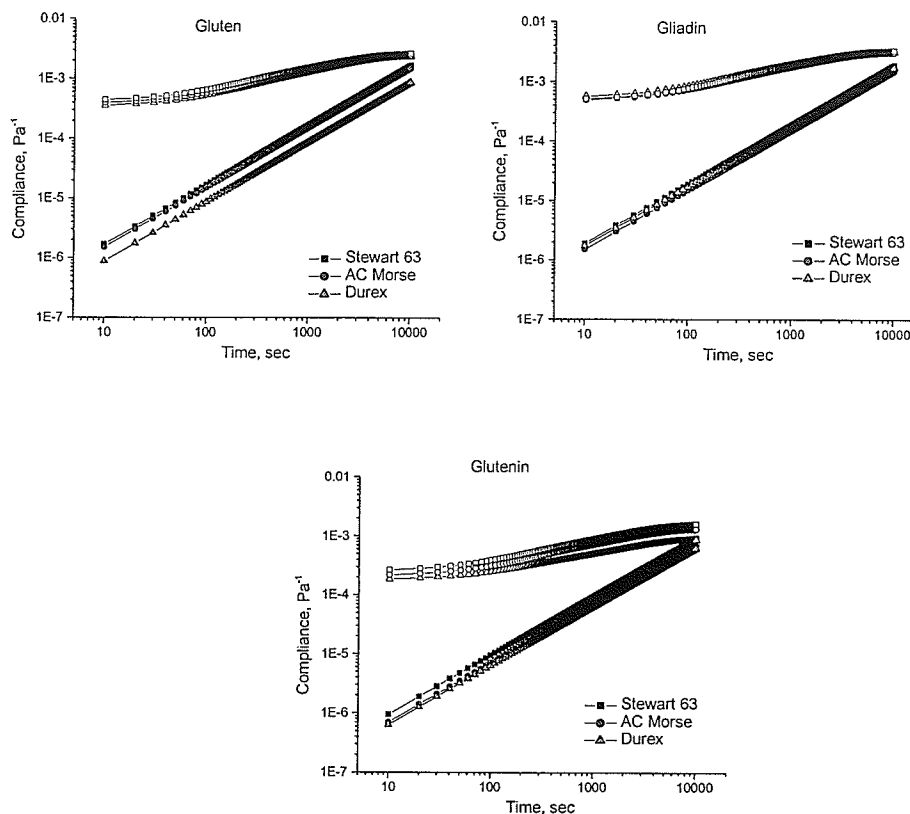 Gluten
0.01
1E-3
1E-4
1E-5
1E-6
1E-7
Compliance, Pa⁻¹
10
100
1000
10000
Time, sec
Stewart 63
AC Morse
Durex
Gliadin
0.01
1E-3
1E-4
1E-5
1E-6
1E-7
Compliance, Pa⁻¹
10
100
1000
10000
Time, sec
Stewart 63
AC Morse
Durex
Glutenin
0.01
1E-3
1E-4
1E-5
1E-6
1E-7
Compliance, Pa⁻¹
10
100
1000
10000
Time, sec
Stewart 63
AC Morse
Durex